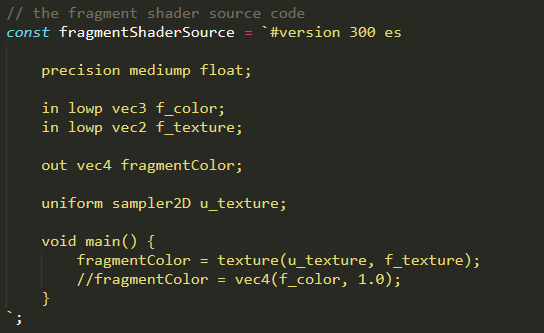 // the fragment shader source code
const fragmentShaderSource = `#version 300 es
precision mediump float;
in lowp vec3 f_color;
in lowp vec2 f_texture;
out vec4 fragmentColor;
uniform sampler2D u_texture;
void main() {
fragmentColor = texture(u_texture, f_texture);
//fragmentColor = vec4(f_color, 1.0);
}
`;